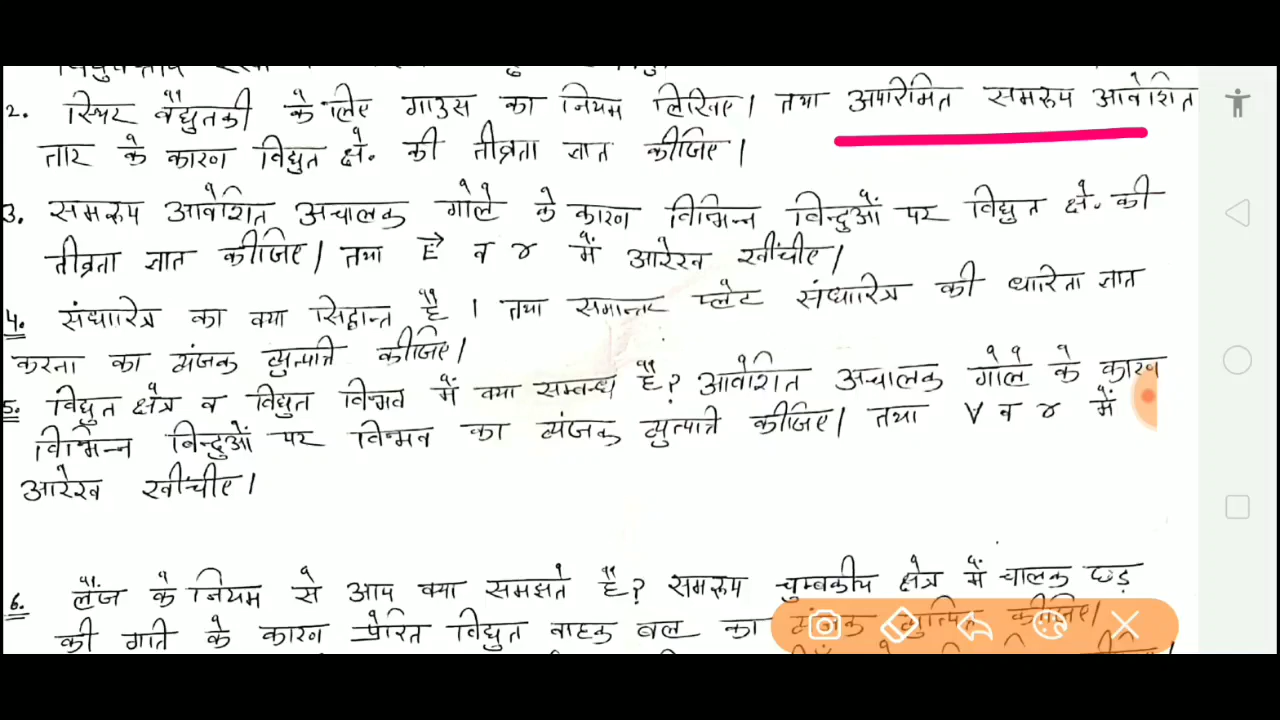 2. स्थिर वैद्युतकी के लिए गाउस का नियम लिखिए। तथा अपरिमित समरूप आवेशित
तार के कारण विद्युत क्षे॰ की तीव्रता ज्ञात कीजिए।
3. समरूप आवेशित अचालक गोले के कारण विभिन्न विन्दुओं पर विद्युत क्षे॰ की
तीव्रता ज्ञात कीजिए। तथा E⃗ व r में आरेख खींचीए।
4. संधारित्र का क्या सिद्धान्त है। तथा समान्तर प्लेट संधारित्र की धारिता ज्ञात
करना का व्यंजक व्युत्पत्ति कीजिए।
5. विद्युत क्षेत्र व विद्युत विभव में क्या सम्बन्ध है? आवेशित अचालक गोले के कारण
विभिन्न विन्दुओं पर विभव का व्यंजक व्युत्पत्ति कीजिए। तथा V व r में
आरेख खींचीए।
6. लेंज के नियम से आप क्या समझते है? समरूप चुम्बकीय क्षेत्र में चालक छड़
की गति के कारण प्रेरित विद्युत वाहक बल का व्यंजक व्युत्पित कीजिए।